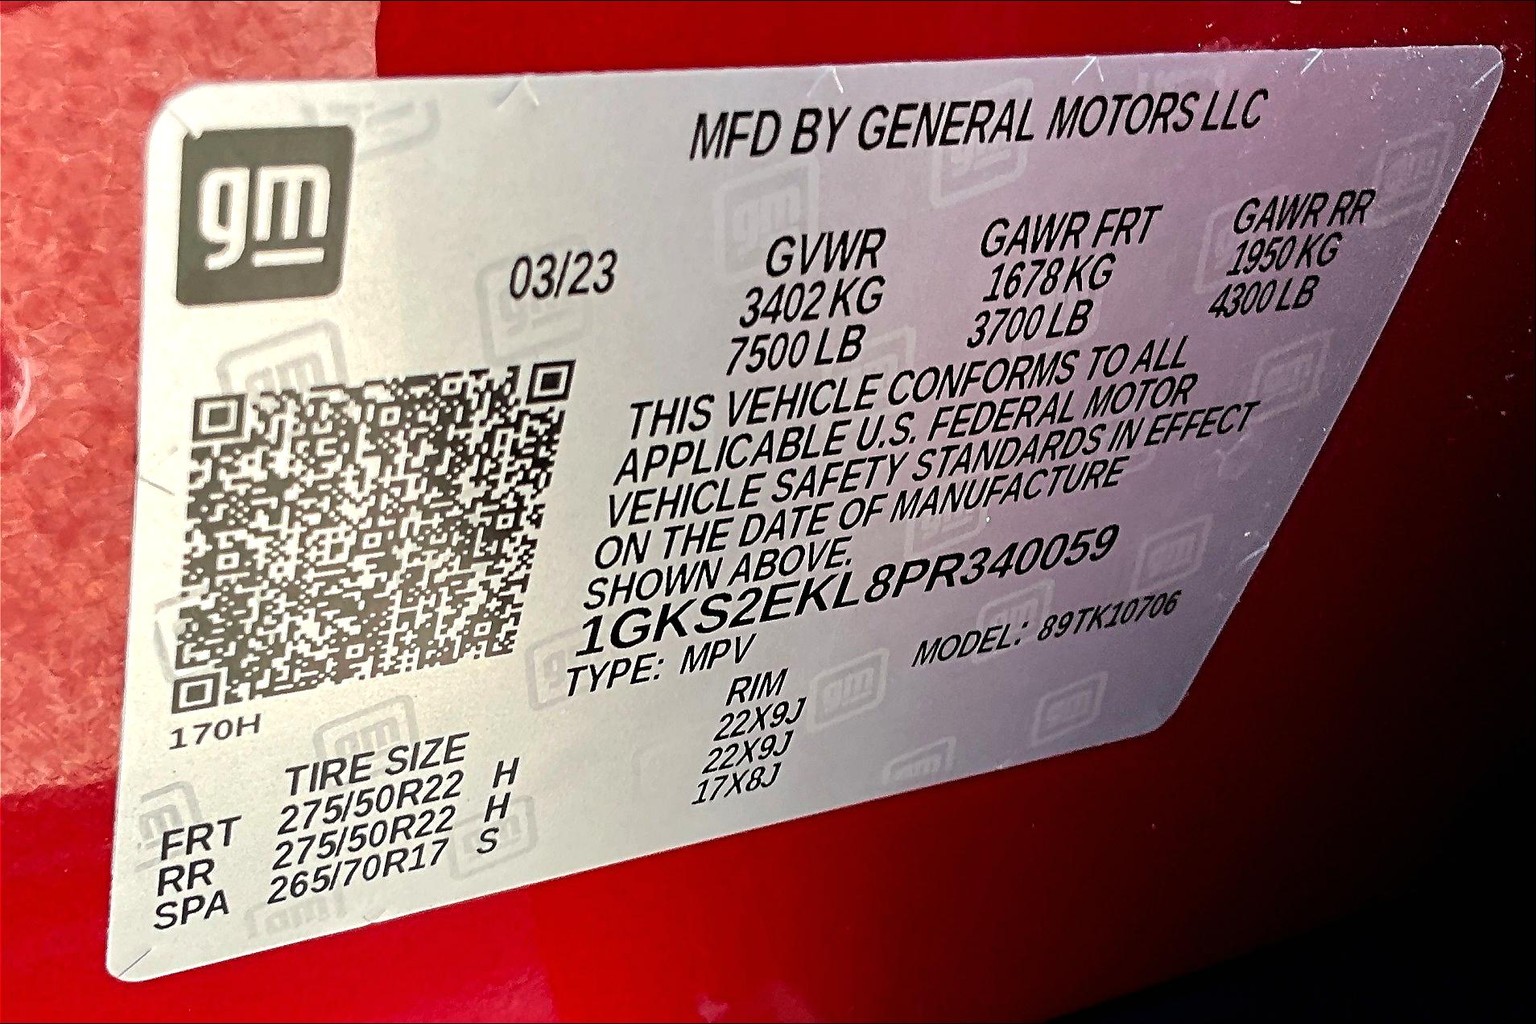 gm
MFD BY GENERAL MOTORS LLC
03/23 GVWR GAWR FRT GAWR RR
3402 KG 1678 KG 1950 KG
7500 LB 3700 LB 4300 LB
THIS VEHICLE CONFORMS TO ALL
APPLICABLE U.S. FEDERAL MOTOR
VEHICLE SAFETY STANDARDS IN EFFECT
ON THE DATE OF MANUFACTURE
SHOWN ABOVE.
1GKS2EKL8PR340059
TYPE: MPV MODEL: 89TK10706
170H
TIRE SIZE RIM
FRT 275/50R22 H 22X9J
RR 275/50R22 H 22X9J
SPA 265/70R17 S 17X8J